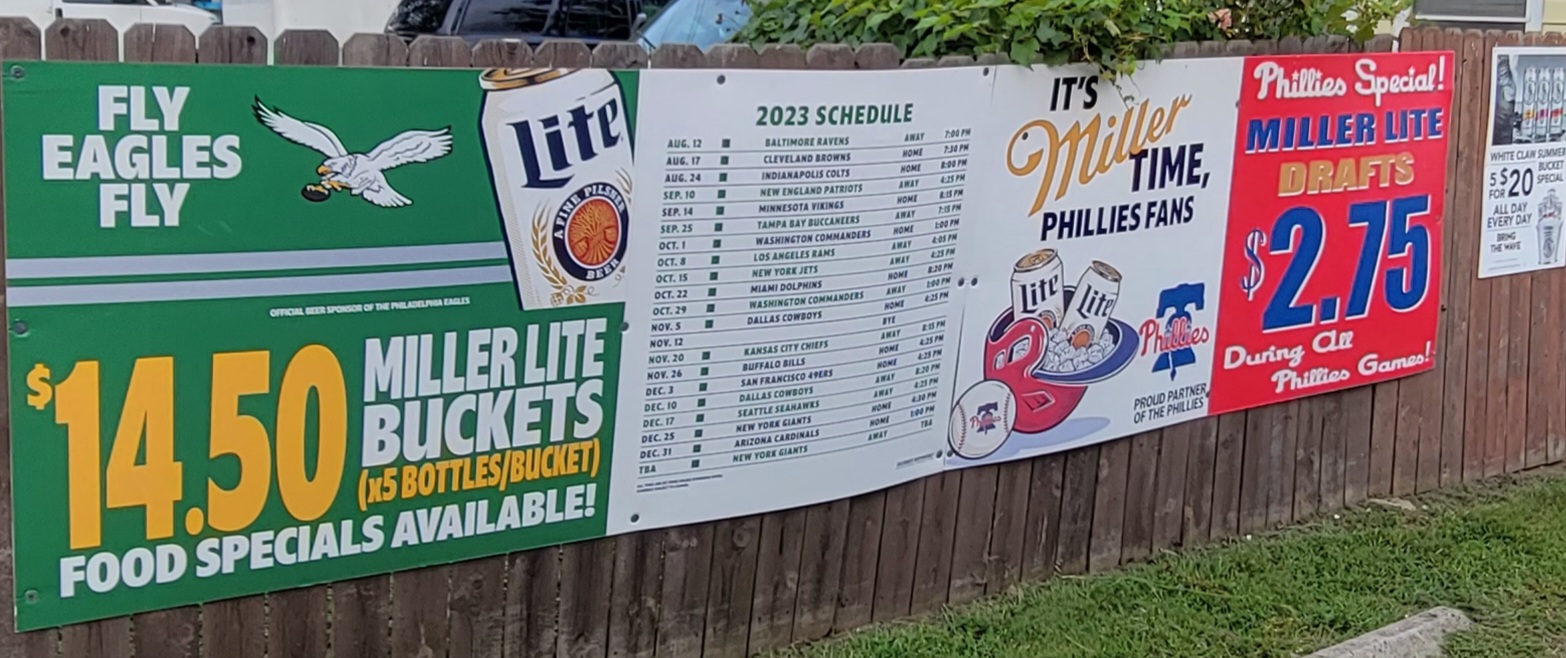 FLY
EAGLES
FLY
Lite
A FINE PILSNER
BEER
OFFICIAL BEER SPONSOR OF THE PHILADELPHIA EAGLES
$14.50
MILLER LITE
BUCKETS
(x5 BOTTLES/BUCKET)
FOOD SPECIALS AVAILABLE!
2023 SCHEDULE
AUG. 12 BALTIMORE RAVENS AWAY 7:00 PM
AUG. 17 CLEVELAND BROWNS HOME 7:30 PM
AUG. 24 INDIANAPOLIS COLTS HOME 8:00 PM
SEP. 10 NEW ENGLAND PATRIOTS AWAY 4:25 PM
SEP. 14 MINNESOTA VIKINGS HOME 8:15 PM
SEP. 25 TAMPA BAY BUCCANEERS AWAY 7:15 PM
OCT. 1 WASHINGTON COMMANDERS HOME 1:00 PM
OCT. 8 LOS ANGELES RAMS AWAY 4:05 PM
OCT. 15 NEW YORK JETS AWAY 4:25 PM
OCT. 22 MIAMI DOLPHINS HOME 8:20 PM
OCT. 29 WASHINGTON COMMANDERS AWAY 1:00 PM
NOV. 5 DALLAS COWBOYS HOME 4:25 PM
NOV. 12 BYE
NOV. 20 KANSAS CITY CHIEFS AWAY 8:15 PM
NOV. 26 BUFFALO BILLS HOME 4:25 PM
DEC. 3 SAN FRANCISCO 49ERS HOME 4:25 PM
DEC. 10 DALLAS COWBOYS AWAY 8:20 PM
DEC. 17 SEATTLE SEAHAWKS AWAY 4:25 PM
DEC. 25 NEW YORK GIANTS HOME 4:30 PM
DEC. 31 ARIZONA CARDINALS HOME 1:00 PM
TBA NEW YORK GIANTS AWAY TBA
IT'S
Miller
TIME,
PHILLIES FANS
Lite
Lite
Phillies
Phillies
PROUD PARTNER
OF THE PHILLIES
Phillies Special!
MILLER LITE
DRAFTS
$2.75
During All
Phillies Games!
WHITE CLAW SUMMER
5 FOR $20 BUCKET SPECIAL
ALL DAY
EVERY DAY
BRING
THE WAVE